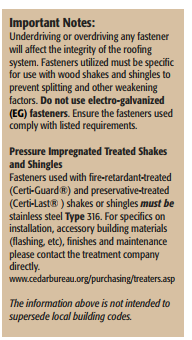 Important Notes:
Underdriving or overdriving any fastener
will affect the integrity of the roofing
system. Fasteners utilized must be specific
for use with wood shakes and shingles to
prevent splitting and other weakening
factors. Do not use electro-galvanized
(EG) fasteners. Ensure the fasteners used
comply with listed requirements.
Pressure Impregnated Treated Shakes
and Shingles
Fasteners used with fire-retardant-treated
(Certi-Guard®) and preservative-treated
(Certi-Last® ) shakes or shingles must be
stainless steel Type 316. For specifics on
installation, accessory building materials
(flashing, etc), finishes and maintenance
please contact the treatment company
directly.
www.cedarbureau.org/purchasing/treaters.asp
The information above is not intended to
supersede local building codes.